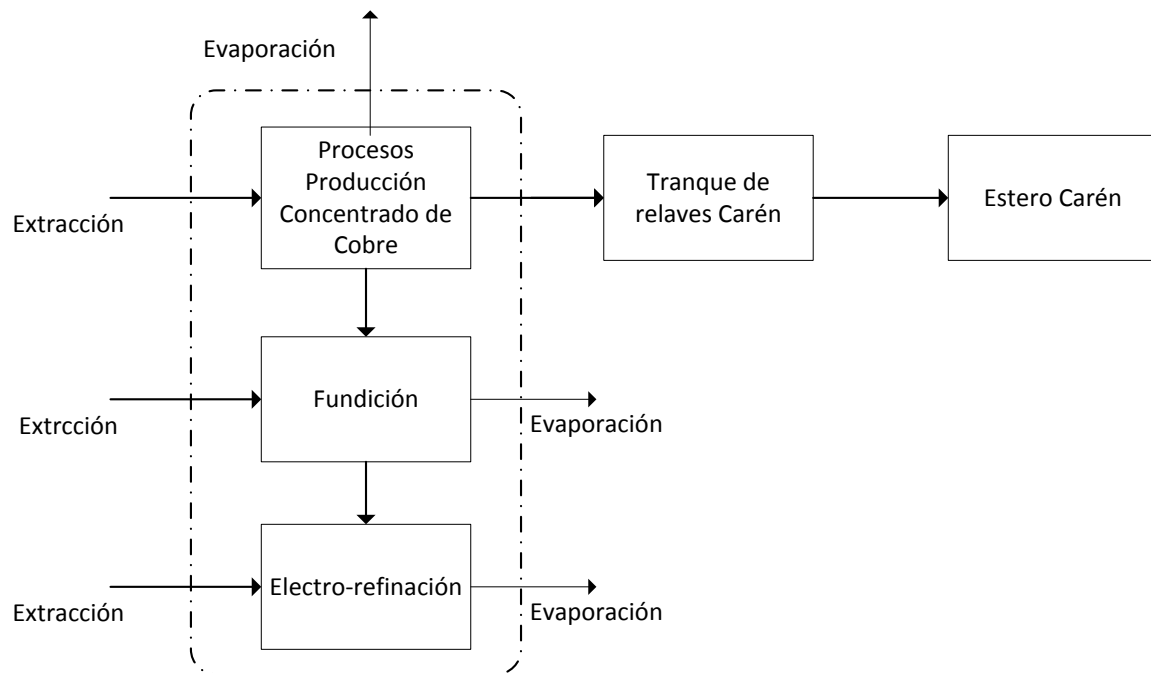 Evaporación
Procesos
Producción
Concentrado de
Cobre
Extracción
Tranque de
relaves Carén
Estero Carén
Fundición
Extrcción
Evaporación
Electro-refinación
Extracción
Evaporación